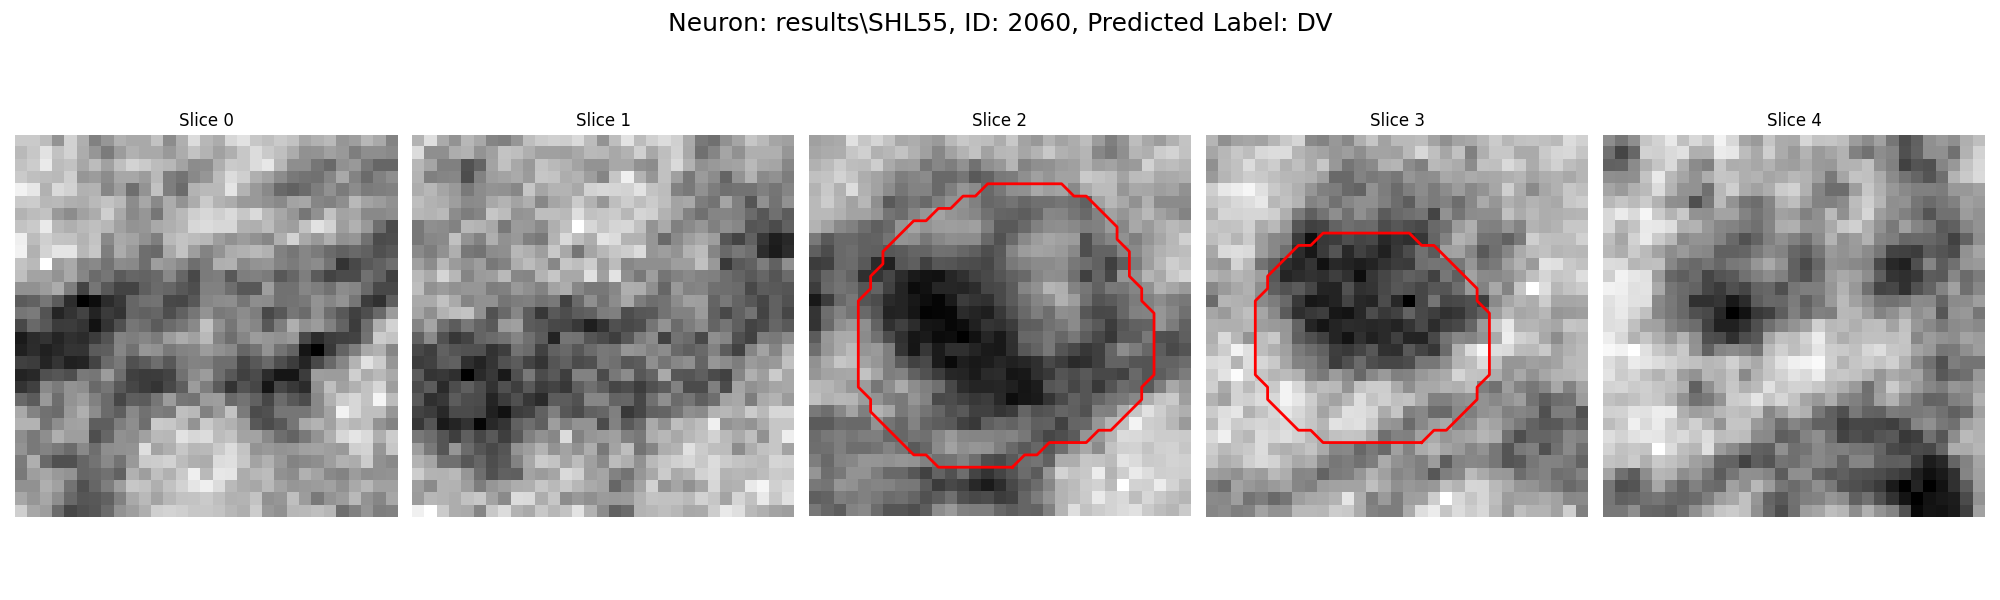 Neuron: results\SHL55, ID: 2060, Predicted Label: DV
Slice 0
Slice 1
Slice 2
Slice 3
Slice 4